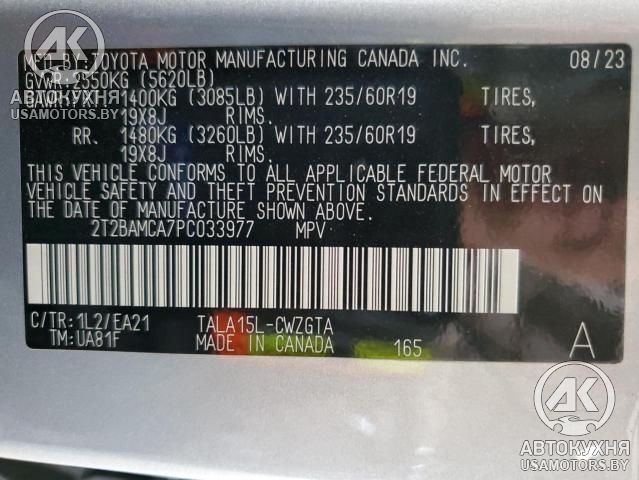 MFD BY: TOYOTA MOTOR MANUFACTURING CANADA INC. 08/23
GVWR: 2550KG (5620LB)
1400KG (3085LB) WITH 235/60R19 TIRES,
19X8J RIMS.
RR. 1480KG (3260LB) WITH 235/60R19 TIRES,
19X8J RIMS.
THIS VEHICLE CONFORMS TO ALL APPLICABLE FEDERAL MOTOR
VEHICLE SAFETY AND THEFT PREVENTION STANDARDS IN EFFECT ON
THE DATE OF MANUFACTURE SHOWN ABOVE.
2T2BAMCA7PC033977 MPV
C/TR: 1L2/EA21 TALA15L-CWZGTA
TM: UA81F MADE IN CANADA 165 A
АК
АВТОКУХНЯ
USAMOTORS.BY
АК
АВТОКУХНЯ
USAMOTORS.BY